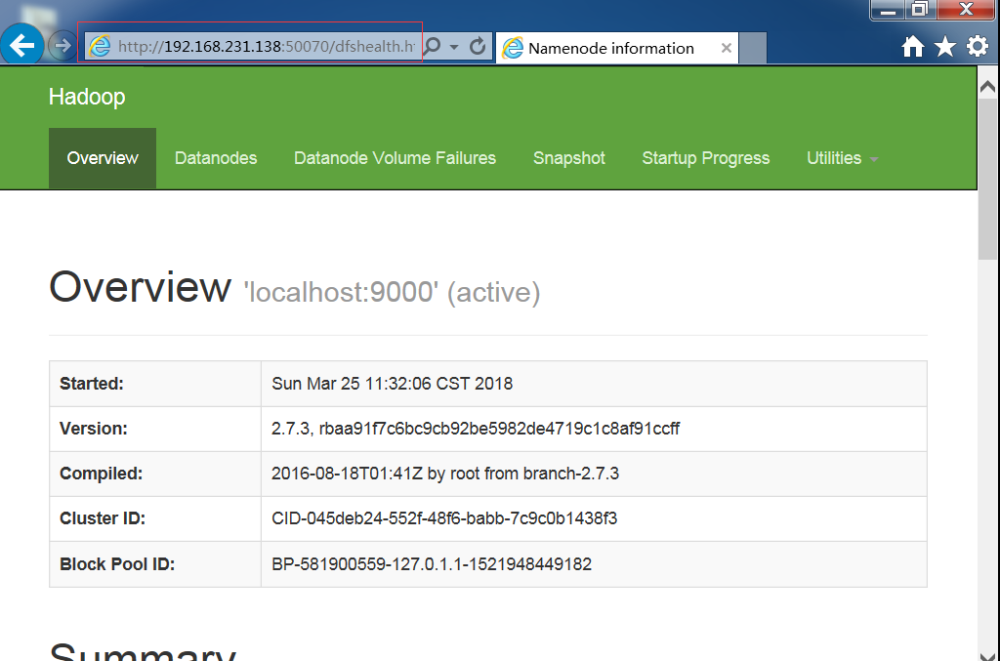 http://192.168.231.138:50070/dfshealth.h
Namenode information
Hadoop
Overview Datanodes Datanode Volume Failures Snapshot Startup Progress Utilities
Overview 'localhost:9000' (active)
Started: Sun Mar 25 11:32:06 CST 2018
Version: 2.7.3, rbaa91f7c6bc9cb92be5982de4719c1c8af91ccff
Compiled: 2016-08-18T01:41Z by root from branch-2.7.3
Cluster ID: CID-045deb24-552f-48f6-babb-7c9c0b1438f3
Block Pool ID: BP-581900559-127.0.1.1-1521948449182
Summary